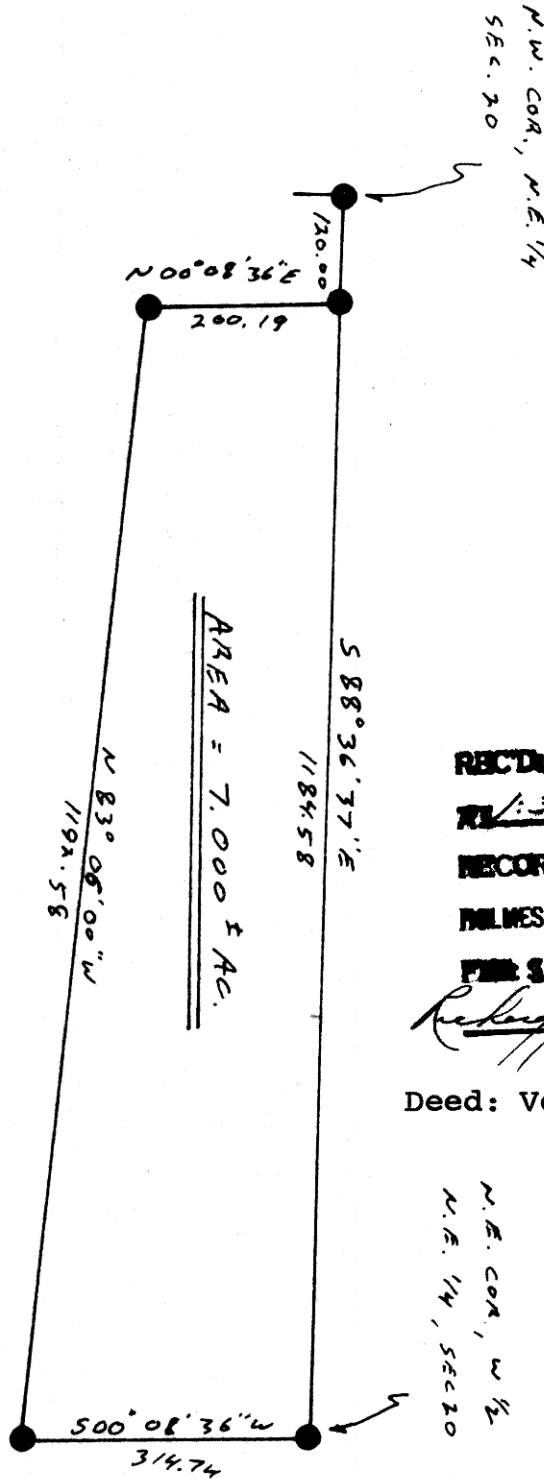 N.W. COR., N.E. 1/4
SEC. 20
120.00
N 00° 08' 36" E
200.19
S 88° 36' 37" E
1184.58
AREA = 7.000 ± AC.
N 83° 06' 00" W
1192.58
REC'D
RECOR
Deed:
N.E. COR, W 1/2
N.E. 1/4, SEC 20
S00° 08' 36" W
314.74